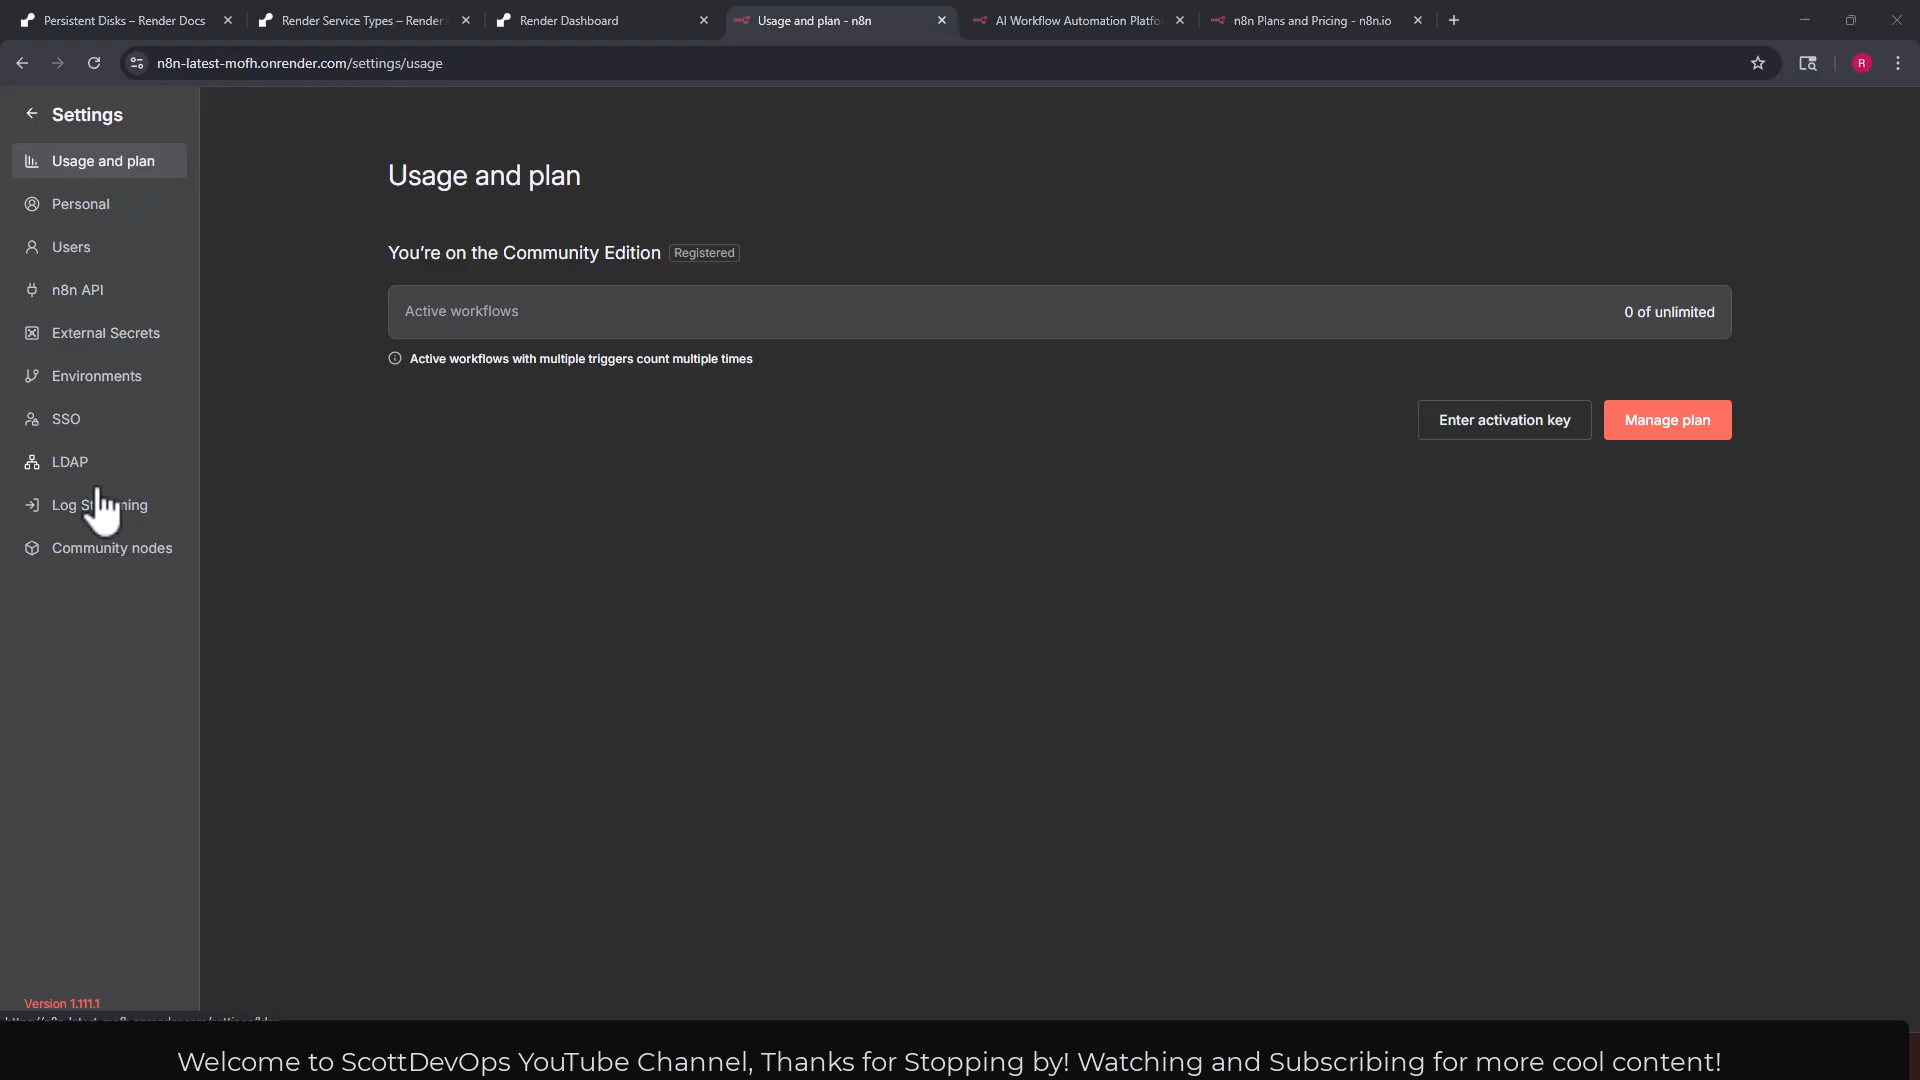 Persistent Disks – Render Docs
Render Service Types – Render
Render Dashboard
Usage and plan - n8n
AI Workflow Automation Platfo
n8n Plans and Pricing - n8n.io
n8n-latest-mofh.onrender.com/settings/usage
R
Settings
Usage and plan
Personal
Users
n8n API
External Secrets
Environments
SSO
LDAP
Log St ming
Community nodes
Version 1.111.1
Usage and plan
You're on the Community Edition Registered
Active workflows 0 of unlimited
Active workflows with multiple triggers count multiple times
Enter activation key Manage plan
Welcome to ScottDevOps YouTube Channel, Thanks for Stopping by! Watching and Subscribing for more cool content!